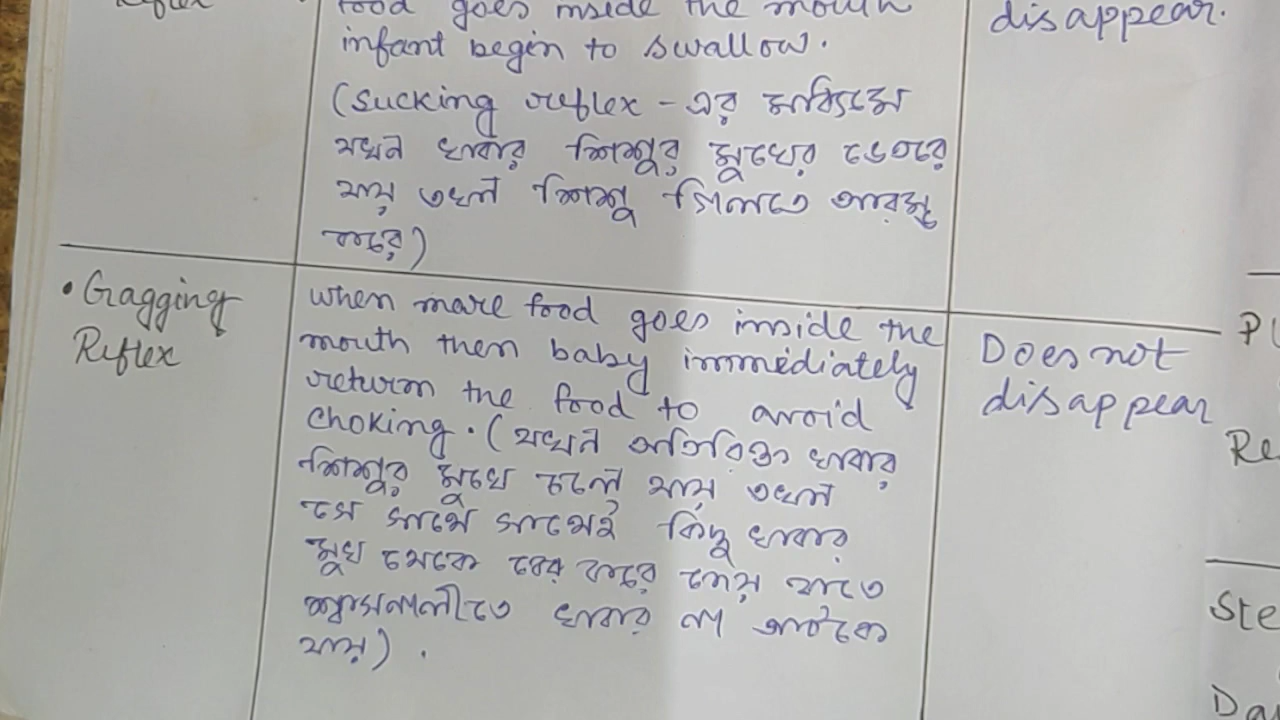 Reflex
food goes inside the mouth
infant begin to swallow.
disappear.
(Sucking reflex - এর মাধ্যমে
যখন খাবার শিশুর মুখের ভেতরে
যায় তখন শিশু গিলতে আরম্ভ
করে)
• Gagging
Reflex
When more food goes inside the
mouth then baby immediately
return the food to avoid
choking. (যখন অতিরিক্ত খাবার
শিশুর মুখে চলে যায় তখন
সে সাথে সাথেই কিছু খাবার
মুখ থেকে বের করে দেয় যাতে
শ্বাসনালীতে খাবার না আটকে
যায়).
Does not
disappear
Pl
Re
Ste
Da